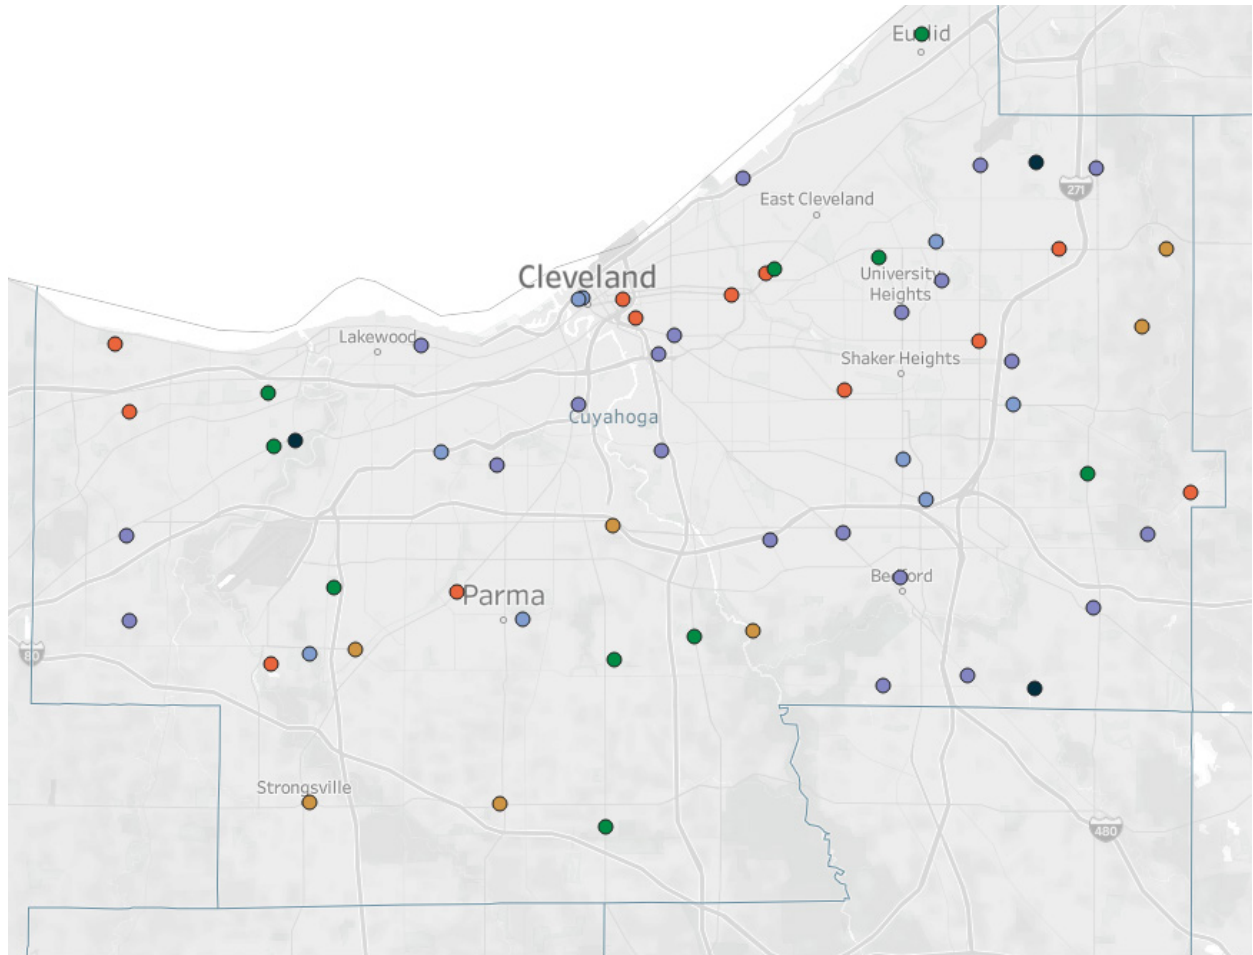 Euclid
271
East Cleveland
Cleveland
University
Heights
Lakewood
Shaker Heights
Cuyahoga
Bedford
Parma
80
Strongsville
480